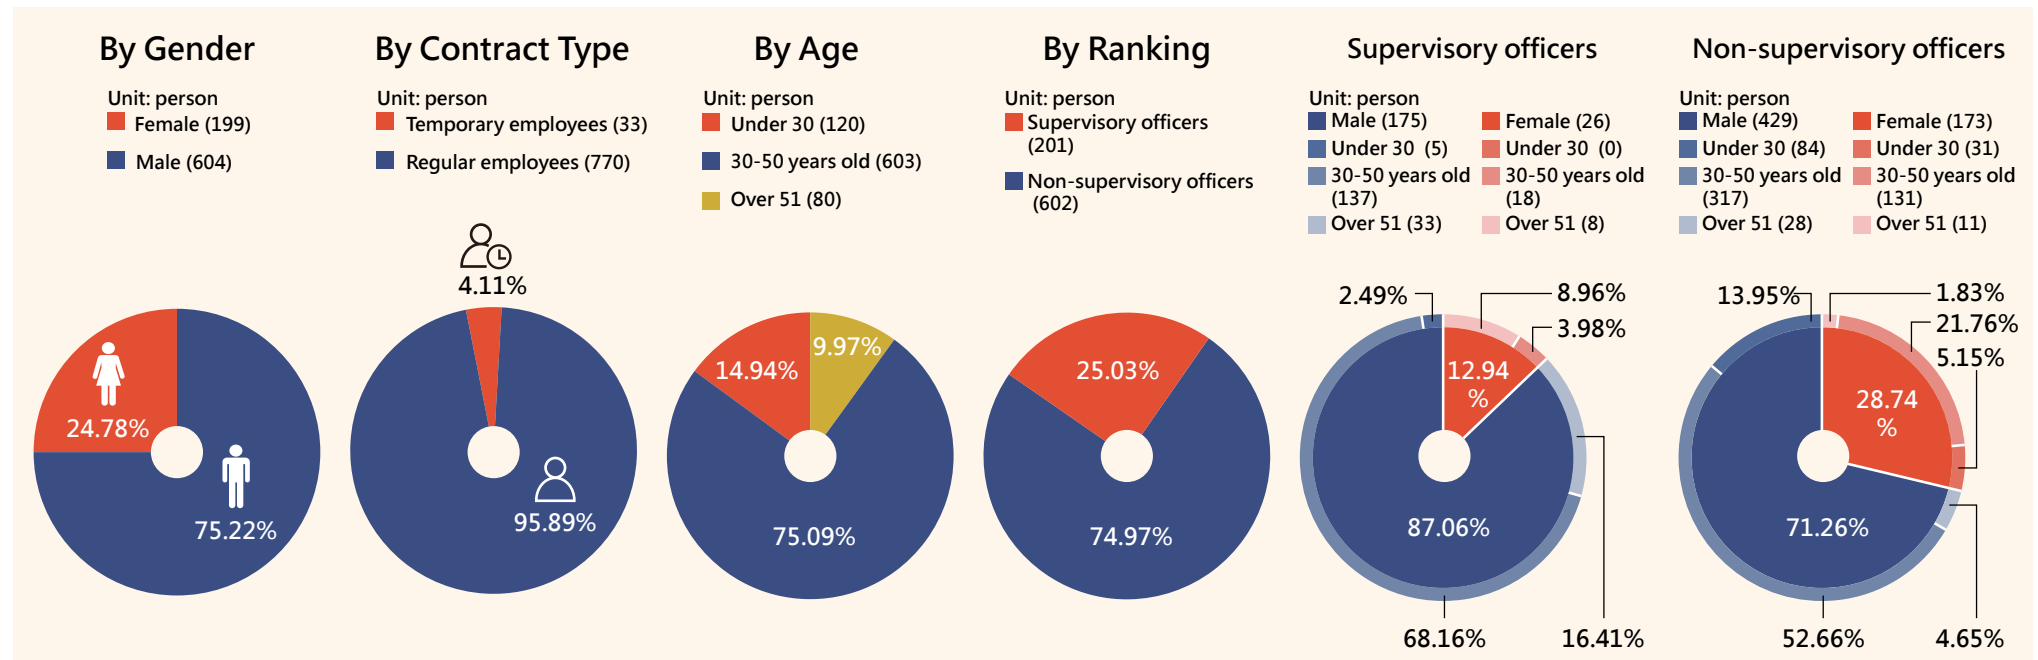 By Gender
Unit: person
Female (199)
Male (604)
24.78%
75.22%
By Contract Type
Unit: person
Temporary employees (33)
Regular employees (770)
4.11%
95.89%
By Age
Unit: person
Under 30 (120)
30-50 years old (603)
Over 51 (80)
14.94%
9.97%
75.09%
By Ranking
Unit: person
Supervisory officers
(201)
Non-supervisory officers
(602)
25.03%
74.97%
Supervisory officers
Unit: person
Male (175)
Under 30 (5)
30-50 years old
(137)
Over 51 (33)
Female (26)
Under 30 (0)
30-50 years old
(18)
Over 51 (8)
2.49%
8.96%
3.98%
12.94
%
87.06%
68.16%
16.41%
Non-supervisory officers
Unit: person
Male (429)
Under 30 (84)
30-50 years old
(317)
Over 51 (28)
Female (173)
Under 30 (31)
30-50 years old
(131)
Over 51 (11)
13.95%
1.83%
21.76%
5.15%
28.74
%
71.26%
52.66%
4.65%